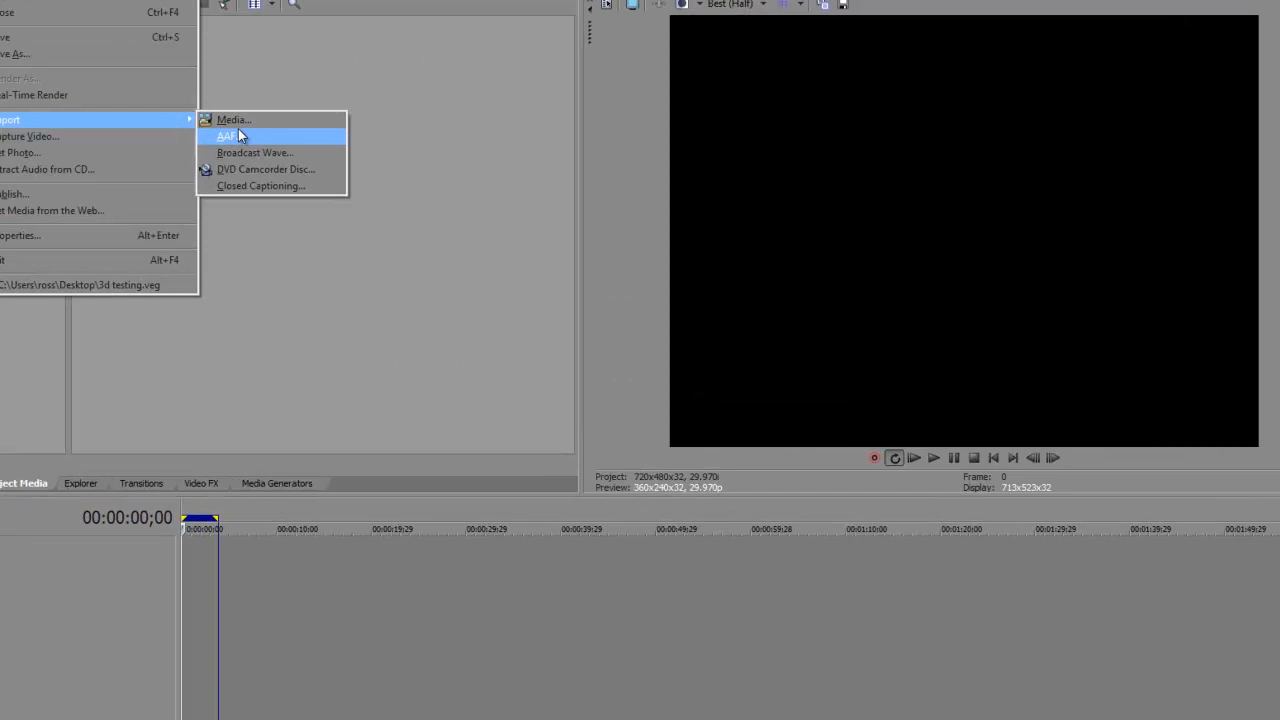 ose Ctrl+F4
ve Ctrl+S
ve As...
ender As...
eal-Time Render
port
pture Video...
et Photo...
tract Audio from CD...
blish...
et Media from the Web...
operties... Alt+Enter
it Alt+F4
C:\Users\ross\Desktop\3d testing.veg
Media...
AAF...
Broadcast Wave...
DVD Camcorder Disc...
Closed Captioning...
Best (Half)
Project: 720x480x32, 29.970i
Preview: 360x240x32, 29.970p
Frame: 0
Display: 713x523x32
ject Media Explorer Transitions Video FX Media Generators
00:00:00;00
00:00:00;00 00:00:10;00 00:00:19;29 00:00:29;29 00:00:39;29 00:00:49;29 00:00:59;28 00:01:10;00 00:01:20;00 00:01:29;29 00:01:39;29 00:01:49;29